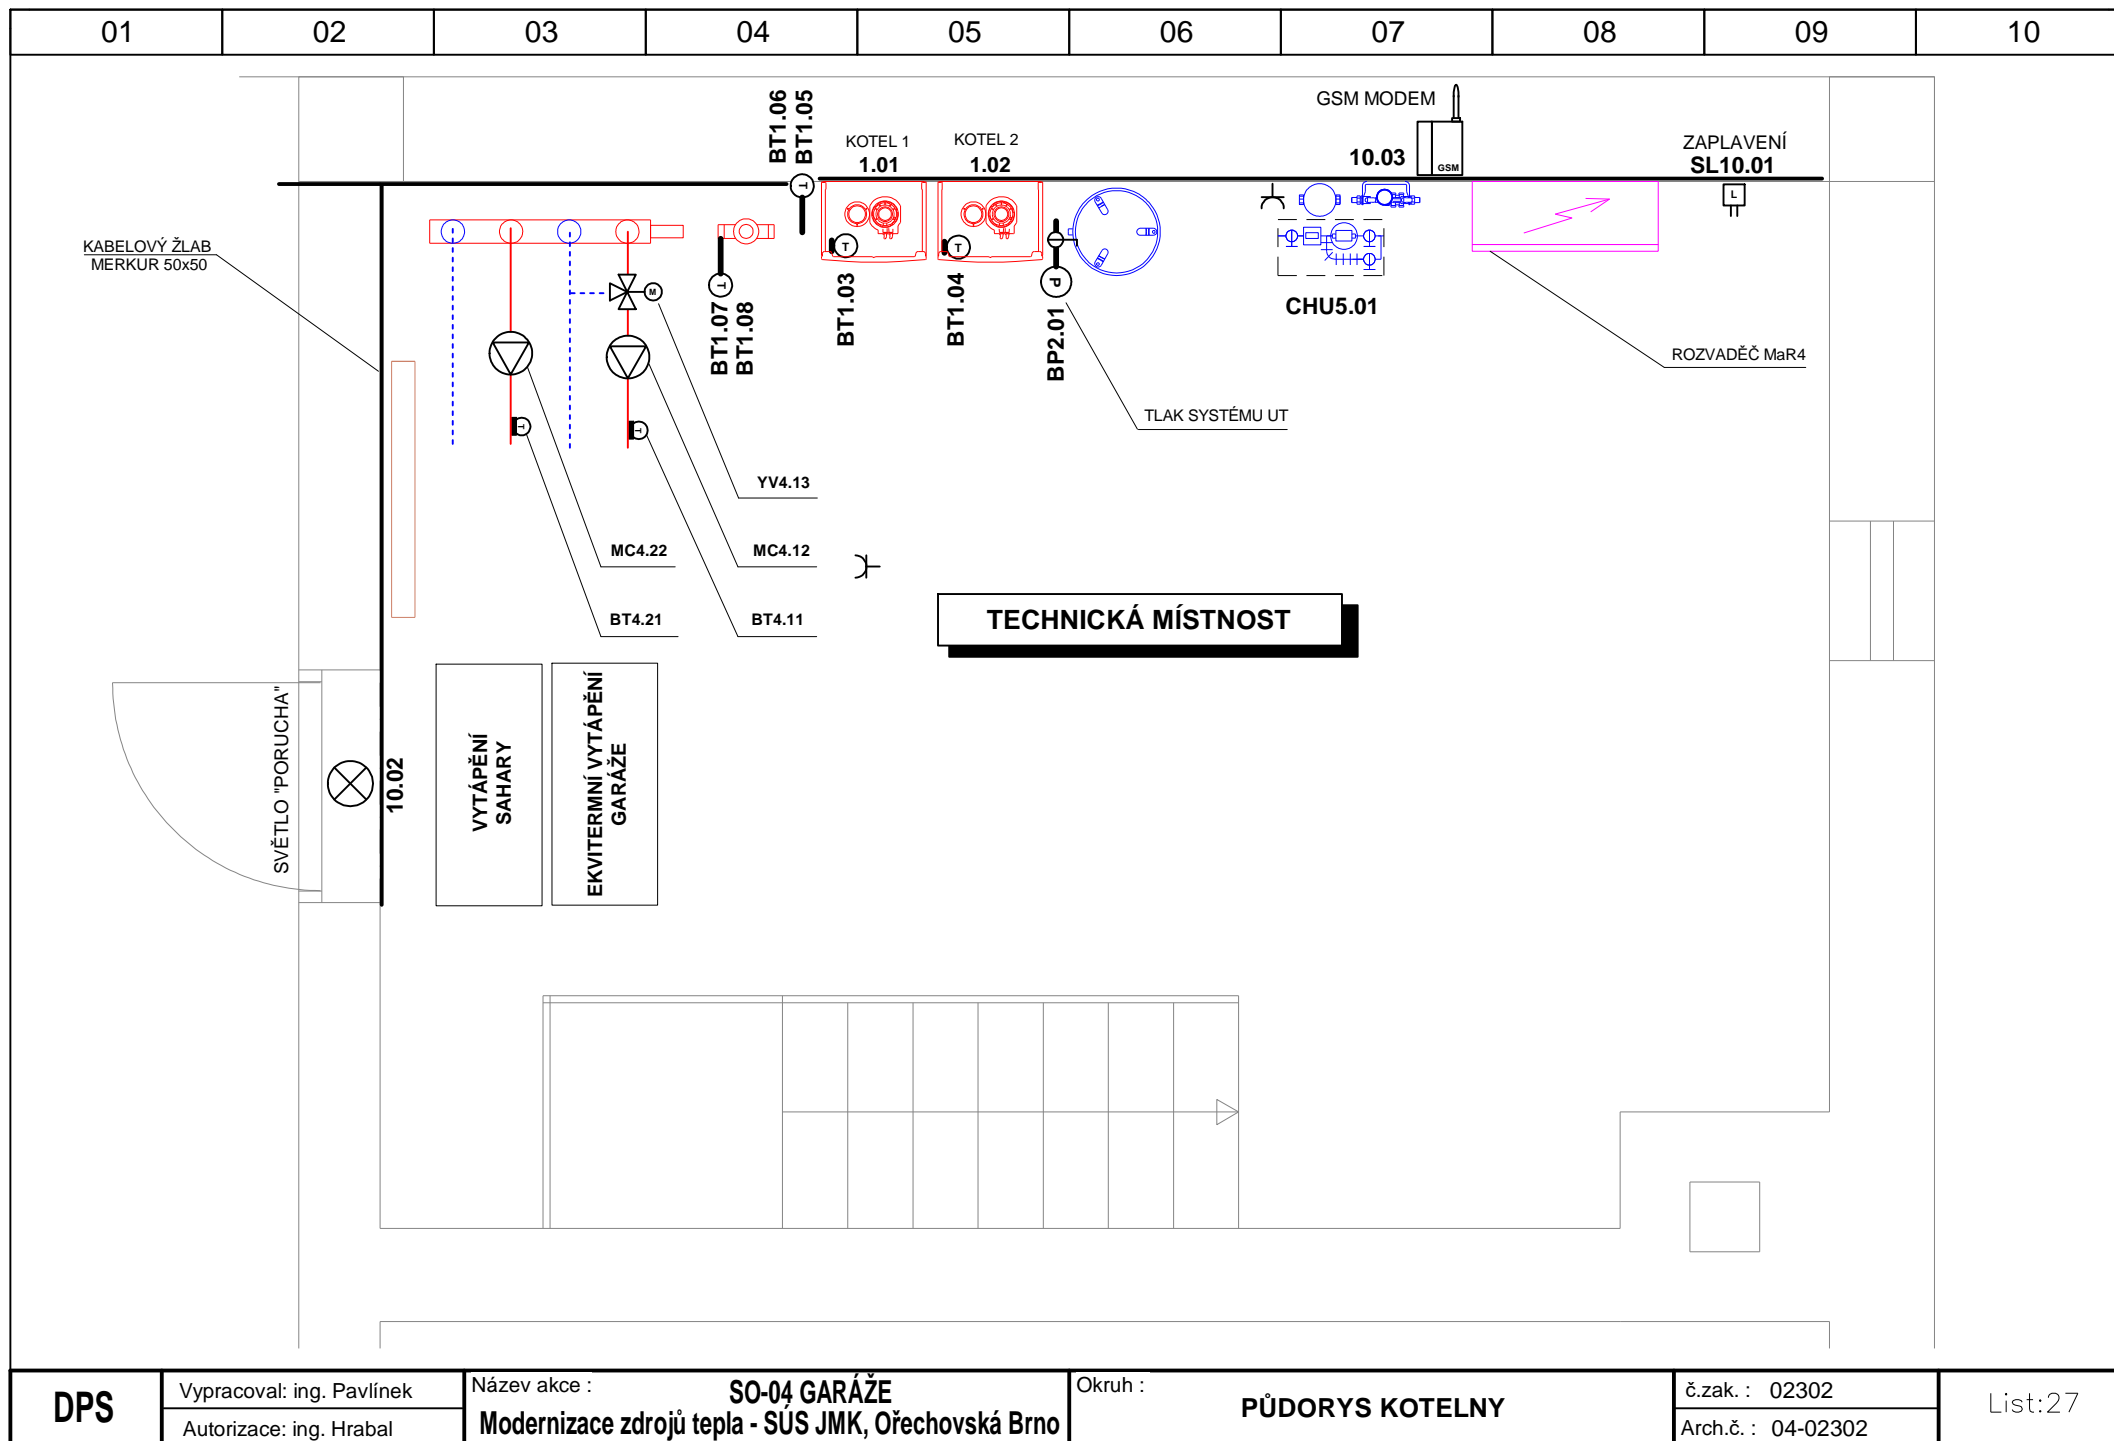 01 02 03 04 05 06 07 08 09 10
BT1.06
BT1.05
KOTEL 1
1.01
KOTEL 2
1.02
GSM MODEM
10.03
GSM
ZAPLAVENÍ
SL10.01
L
KABELOVÝ ŽLAB
MERKUR 50x50
T
T
T
T
P
M
BT1.07
BT1.08
BT1.03
BT1.04
BP2.01
CHU5.01
ROZVADĚČ MaR4
TLAK SYSTÉMU UT
T
T
YV4.13
MC4.22
MC4.12
BT4.21
BT4.11
TECHNICKÁ MÍSTNOST
SVĚTLO "PORUCHA"
10.02
VYTÁPĚNÍ
SAHARY
EKVITERMNÍ VYTÁPĚNÍ
GARÁŽE
DPS
Vypracoval: ing. Pavlínek
Autorizace: ing. Hrabal
Název akce :
SO-04 GARÁŽE
Modernizace zdrojů tepla - SÚS JMK, Ořechovská Brno
Okruh :
PŮDORYS KOTELNY
č.zak. : 02302
Arch.č. : 04-02302
List:27